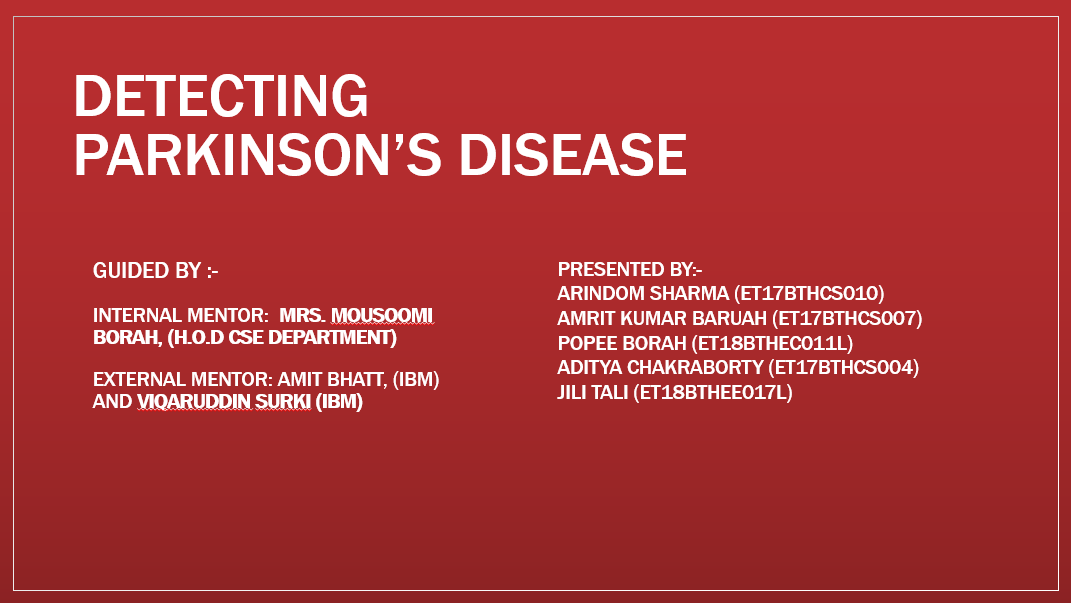 DETECTING
PARKINSON’S DISEASE
GUIDED BY :-
INTERNAL MENTOR:  MRS. MOUSOOMI
BORAH, (H.O.D CSE DEPARTMENT)
EXTERNAL MENTOR: AMIT BHATT, (IBM)
AND VIQARUDDIN SURKI (IBM)
PRESENTED BY:-
ARINDOM SHARMA (ET17BTHCS010)
AMRIT KUMAR BARUAH (ET17BTHCS007)
POPEE BORAH (ET18BTHEC011L)
ADITYA CHAKRABORTY (ET17BTHCS004)
JILI TALI (ET18BTHEE017L)